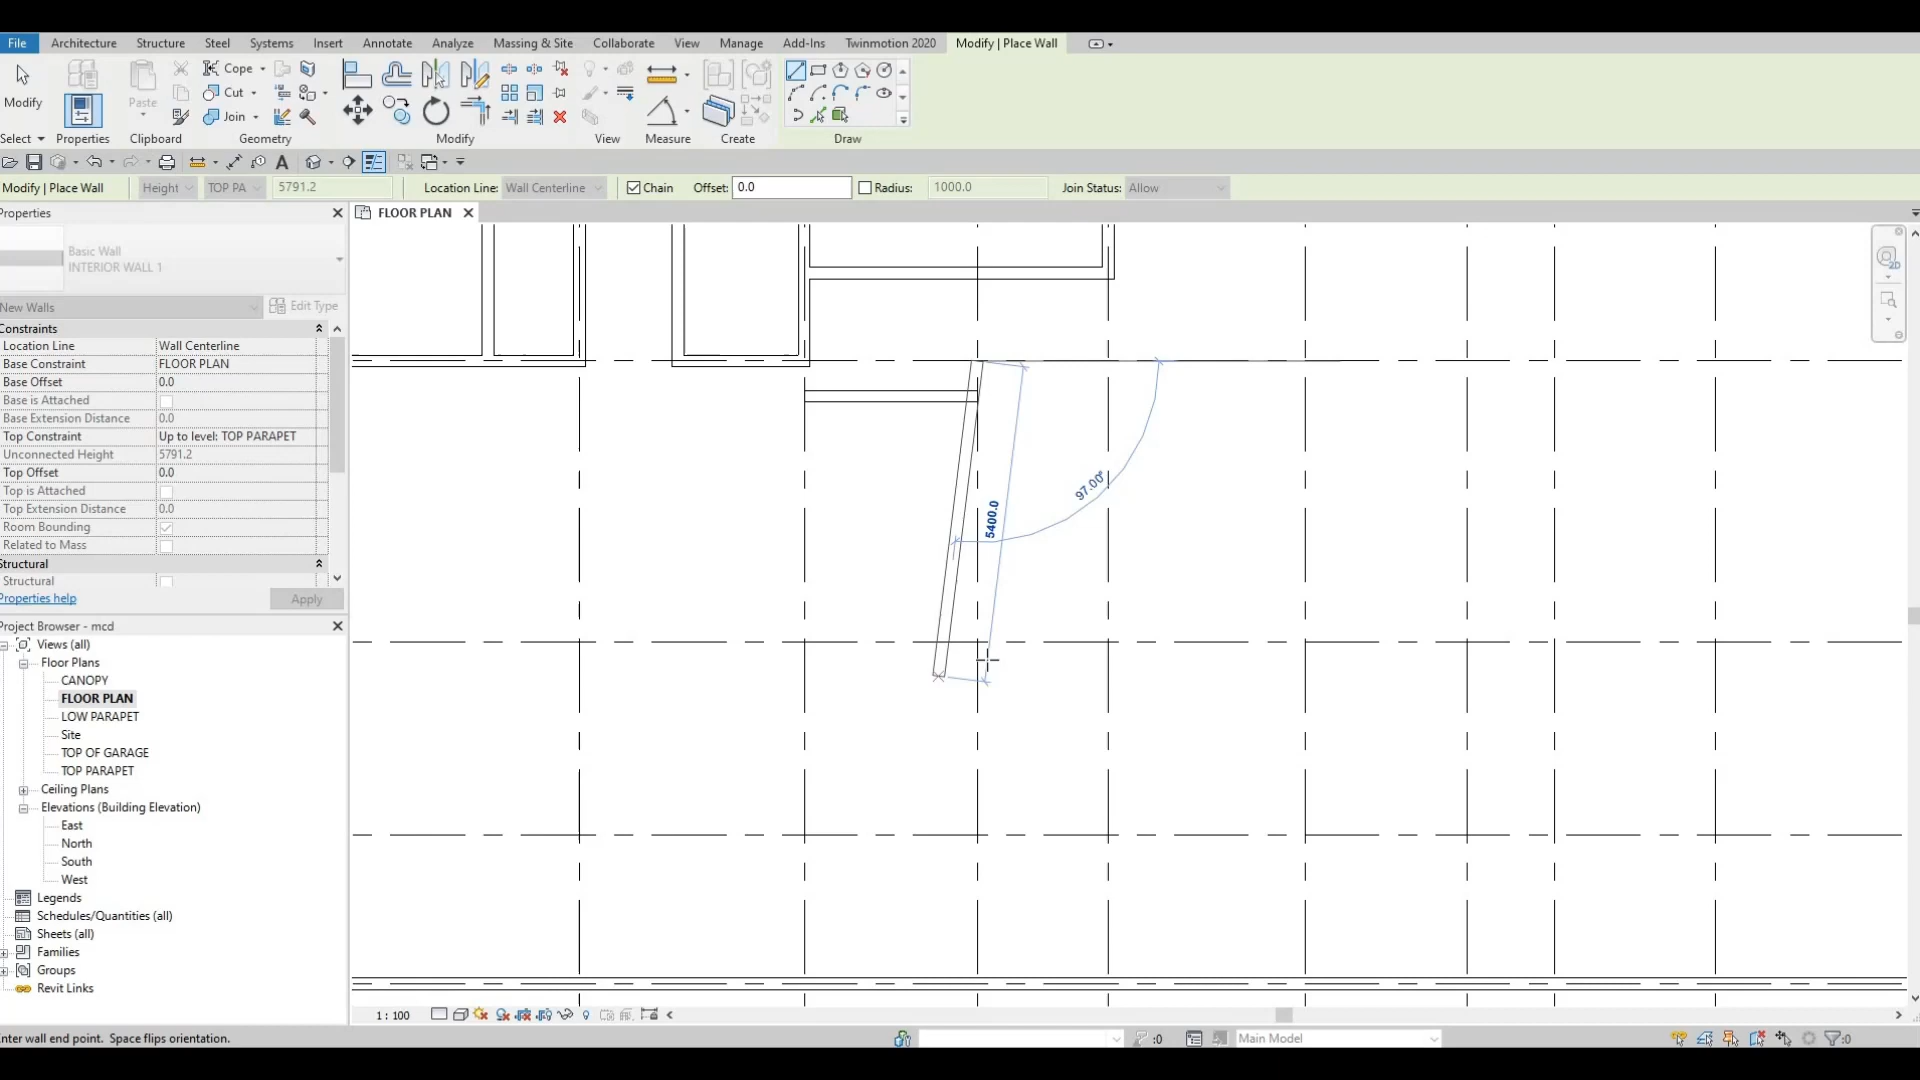 File Architecture Structure Steel Systems Insert Annotate Analyze Massing & Site Collaborate View Manage Add-Ins Twinmotion 2020 Modify | Place Wall
Modify Paste Cope Cut Join
Select Properties Clipboard Geometry Modify View Measure Create Draw
Modify | Place Wall Height TOP PA 5791.2 Location Line: Wall Centerline Chain Offset: 0.0 Radius: 1000.0 Join Status: Allow
Properties
FLOOR PLAN
Basic Wall
INTERIOR WALL 1
New Walls Edit Type
Constraints
Location Line Wall Centerline
Base Constraint FLOOR PLAN
Base Offset 0.0
Base is Attached
Base Extension Distance 0.0
Top Constraint Up to level: TOP PARAPET
Unconnected Height 5791.2
Top Offset 0.0
Top is Attached
Top Extension Distance 0.0
Room Bounding
Related to Mass
Structural
Structural
Properties help Apply
Project Browser - mcd
Views (all)
Floor Plans
CANOPY
FLOOR PLAN
LOW PARAPET
Site
TOP OF GARAGE
TOP PARAPET
Ceiling Plans
Elevations (Building Elevation)
East
North
South
West
Legends
Schedules/Quantities (all)
Sheets (all)
Families
Groups
Revit Links
97.00°
5400.0
2D
1 : 100
nter wall end point. Space flips orientation. :0 Main Model :0